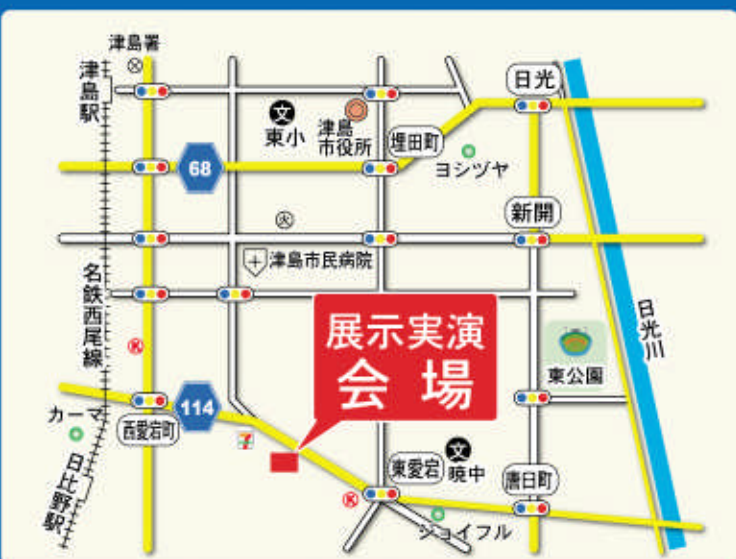 津島署
津島駅
東小
津島
市役所
埋田町
日光
ヨシヅヤ
68
新開
津島市民病院
名鉄西尾線
日光川
展示実演
会場
東公園
カーマ
114
西愛宕町
7
東愛宕
暁中
唐臼町
日比野駅
ジョイフル
文
文
火
K
K